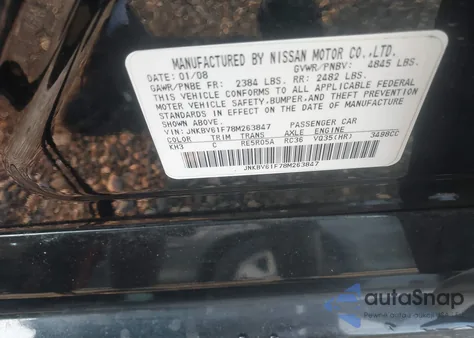 MANUFACTURED BY NISSAN MOTOR CO.,LTD.
DATE: 01/08 GVWR/PNBV: 4845 LBS.
GAWR/PNBE FR: 2384 LBS. RR: 2482 LBS.
THIS VEHICLE CONFORMS TO ALL APPLICABLE FEDERAL
MOTOR VEHICLE SAFETY,BUMPER,AND THEFT PREVENTION
STANDARDS IN EFFECT ON THE DATE OF MANUFACTURE
SHOWN ABOVE.
VIN: JNKBV61F78M263847 PASSENGER CAR
COLOR TRIM TRANS AXLE ENGINE
KH3 C RE5R05A RC36 VQ35(HR) 3498CC
JNKBV61F78M263847
autoSnap